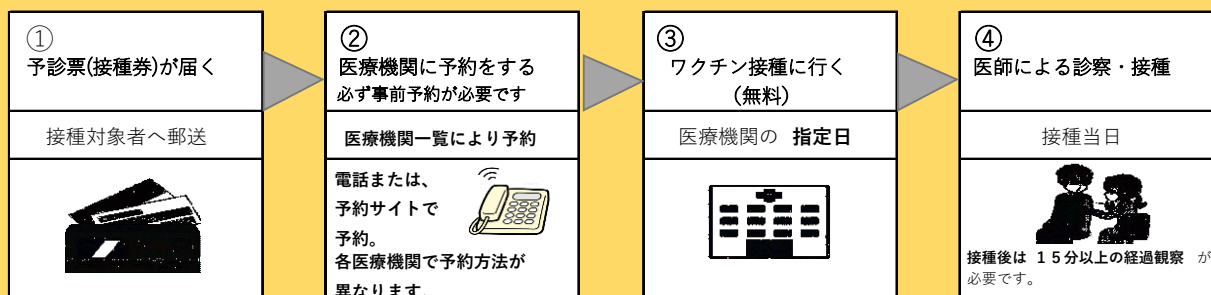 ①
予診票(接種券)が届く
接種対象者へ郵送
②
医療機関に予約をする
必ず事前予約が必要です
医療機関一覧により予約
電話または、
予約サイトで
予約。
各医療機関で予約方法が
異なります。
③
ワクチン接種に行く
(無料)
医療機関の 指定日
④
医師による診察・接種
接種当日
接種後は １５分以上の経過観察 が
必要です。